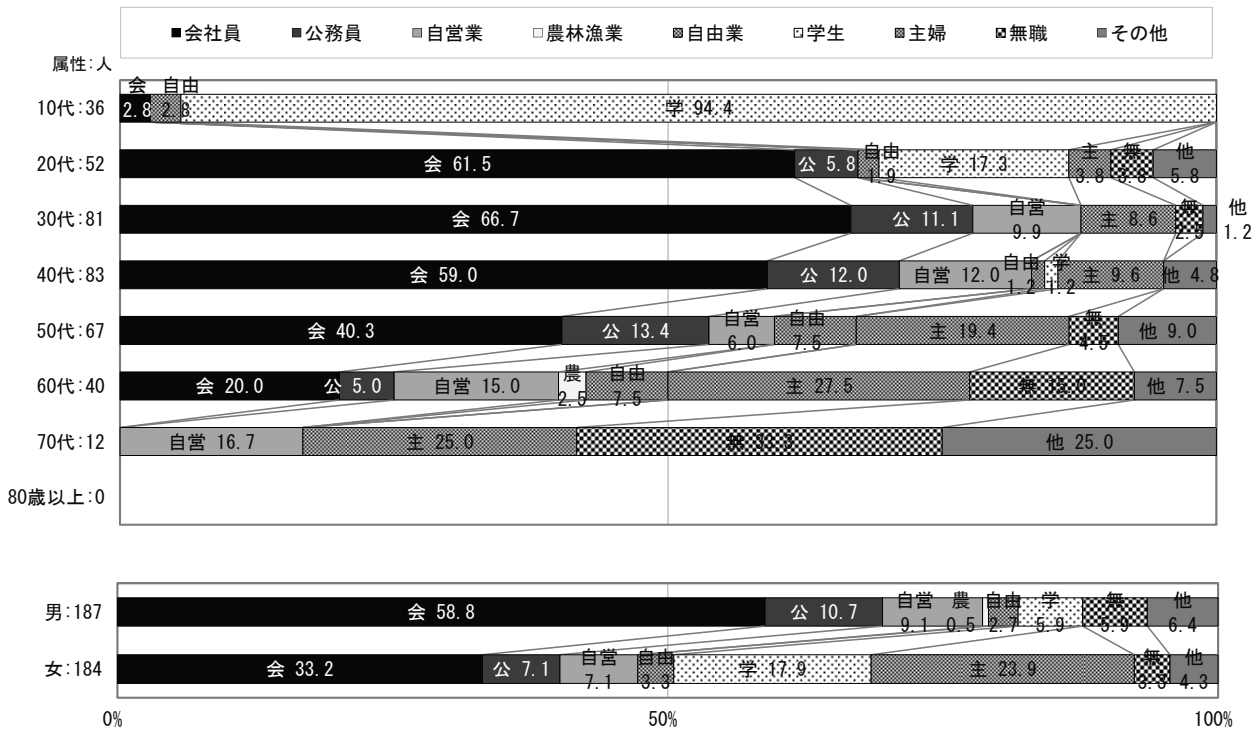 会社員 公務員 自営業 農林漁業 自由業 学生 主婦 無職 その他
属性:人
会 自由
10代:36 2.8 2.8 学 94.4
20代:52 会 61.5 公 5.8 自由 1.9 学 17.3 主 3.8 無 3.8 他 5.8
30代:81 会 66.7 公 11.1 自営 9.9 主 8.6 無 2.5 他 1.2
40代:83 会 59.0 公 12.0 自営 12.0 自由 1.2 学 1.2 主 9.6 他 4.8
50代:67 会 40.3 公 13.4 自営 6.0 自由 7.5 主 19.4 無 4.5 他 9.0
60代:40 会 20.0 公 5.0 自営 15.0 農 2.5 自由 7.5 主 27.5 無 15.0 他 7.5
70代:12 自営 16.7 主 25.0 無 33.3 他 25.0
80歳以上:0
男:187 会 58.8 公 10.7 自営 9.1 農 0.5 自由 2.7 学 5.9 無 5.9 他 6.4
女:184 会 33.2 公 7.1 自営 7.1 自由 3.3 学 17.9 主 23.9 無 3.3 他 4.3
0% 50% 100%